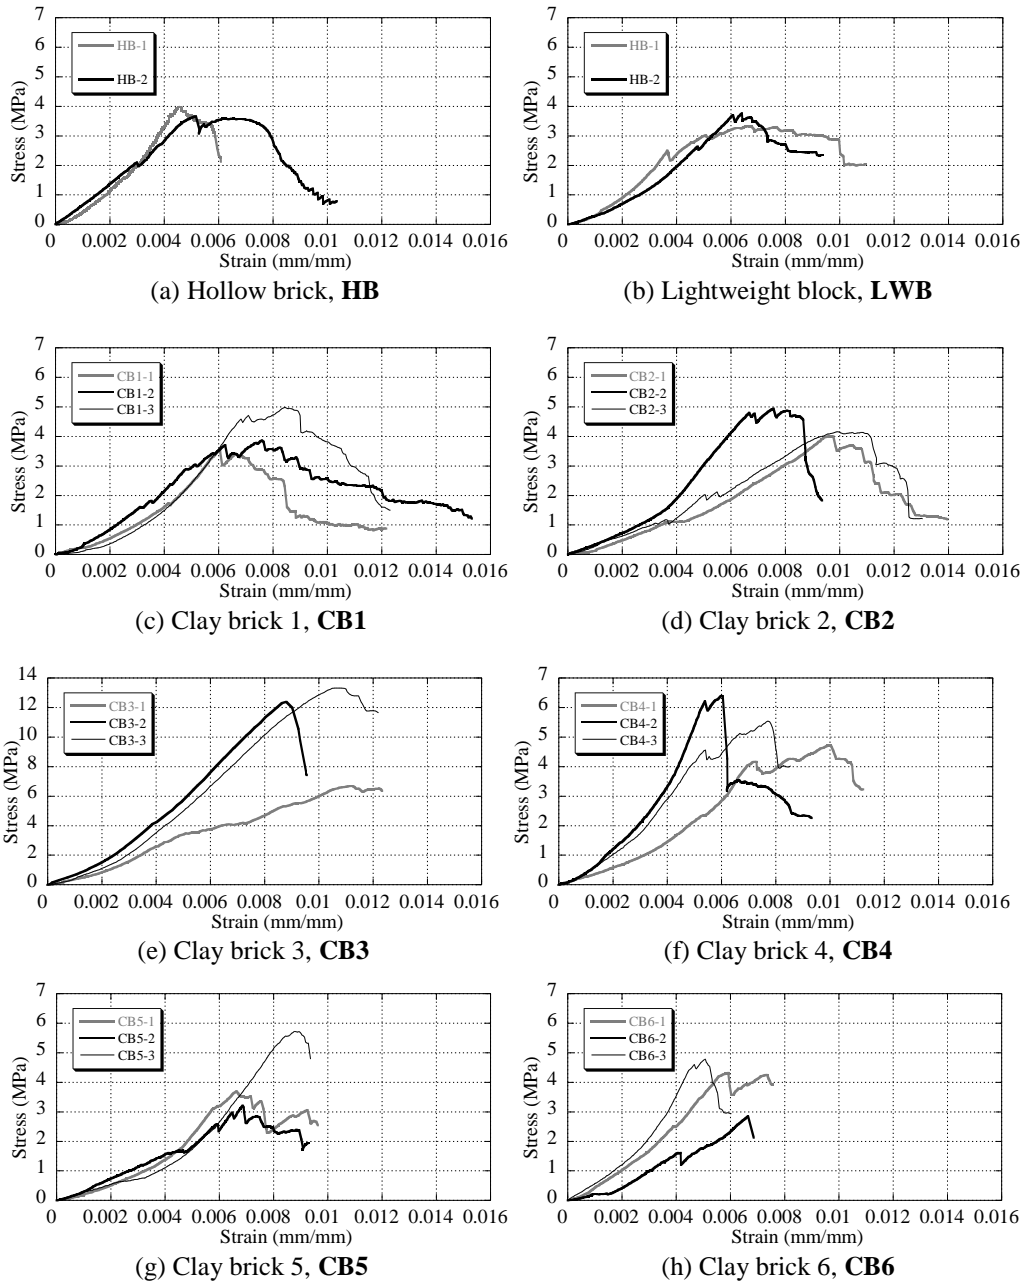 7
6
5
4
3
2
1
0
Stress (MPa)
HB-1
HB-2
0 0.002 0.004 0.006 0.008 0.01 0.012 0.014 0.016
Strain (mm/mm)
(a) Hollow brick, HB
7
6
5
4
3
2
1
0
Stress (MPa)
HB-1
HB-2
0 0.002 0.004 0.006 0.008 0.01 0.012 0.014 0.016
Strain (mm/mm)
(b) Lightweight block, LWB
7
6
5
4
3
2
1
0
Stress (MPa)
CB1-1
CB1-2
CB1-3
0 0.002 0.004 0.006 0.008 0.01 0.012 0.014 0.016
Strain (mm/mm)
(c) Clay brick 1, CB1
7
6
5
4
3
2
1
0
Stress (MPa)
CB2-1
CB2-2
CB2-3
0 0.002 0.004 0.006 0.008 0.01 0.012 0.014 0.016
Strain (mm/mm)
(d) Clay brick 2, CB2
14
12
10
8
6
4
2
0
Stress (MPa)
CB3-1
CB3-2
CB3-3
0 0.002 0.004 0.006 0.008 0.01 0.012 0.014 0.016
Strain (mm/mm)
(e) Clay brick 3, CB3
7
6
5
4
3
2
1
0
Stress (MPa)
CB4-1
CB4-2
CB4-3
0 0.002 0.004 0.006 0.008 0.01 0.012 0.014 0.016
Strain (mm/mm)
(f) Clay brick 4, CB4
7
6
5
4
3
2
1
0
Stress (MPa)
CB5-1
CB5-2
CB5-3
0 0.002 0.004 0.006 0.008 0.01 0.012 0.014 0.016
Strain (mm/mm)
(g) Clay brick 5, CB5
7
6
5
4
3
2
1
0
Stress (MPa)
CB6-1
CB6-2
CB6-3
0 0.002 0.004 0.006 0.008 0.01 0.012 0.014 0.016
Strain (mm/mm)
(h) Clay brick 6, CB6